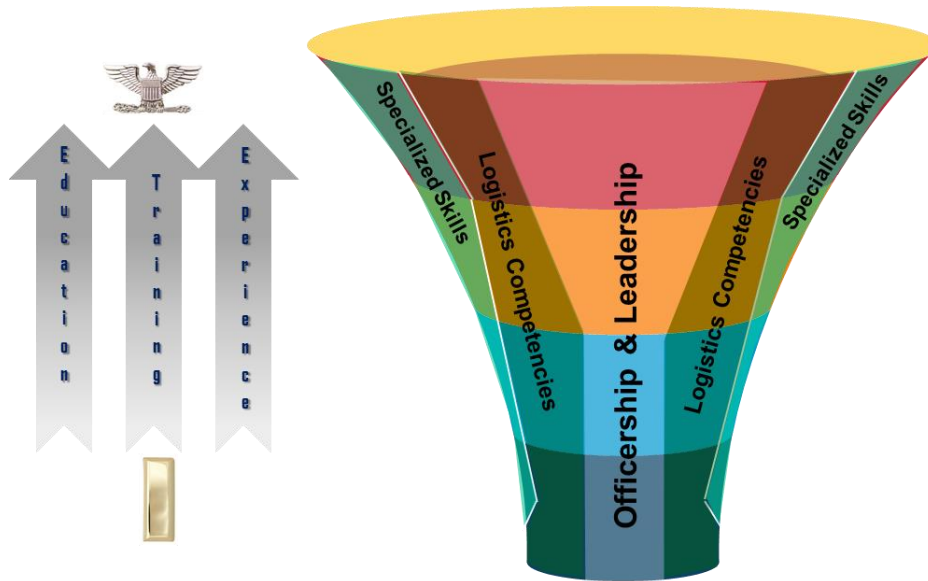 Education
Training
Experience
Specialized Skills
Logistics Competencies
Officership & Leadership
Logistics Competencies
Specialized Skills